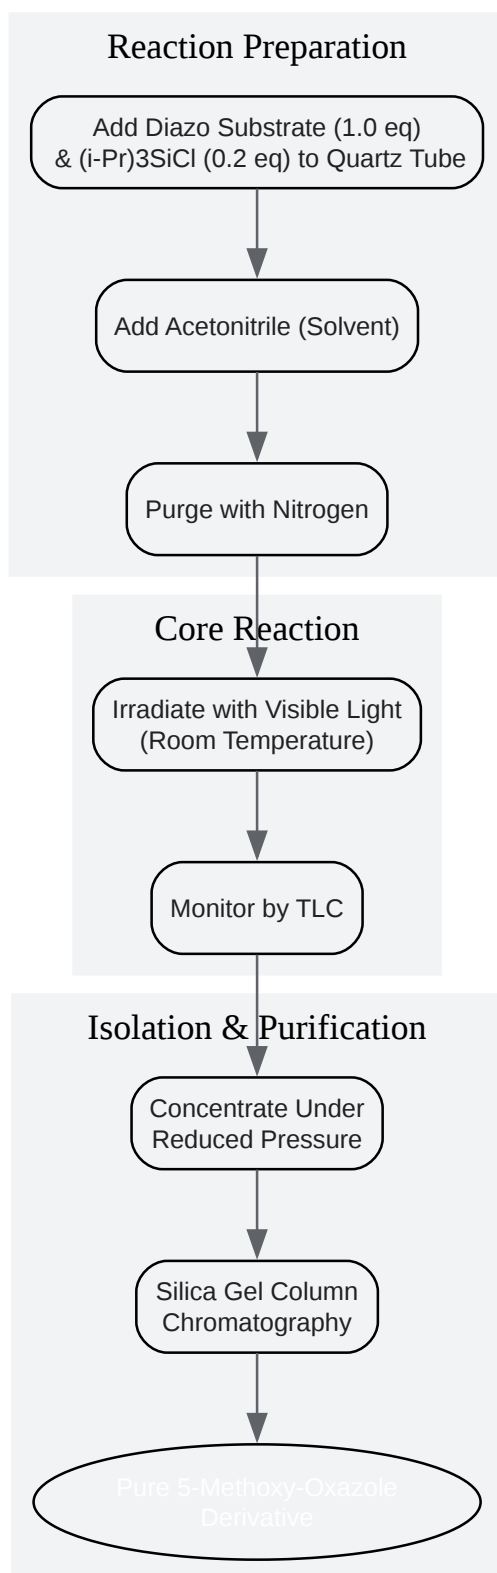 Reaction Preparation
Add Diazo Substrate (1.0 eq)
& (i-Pr)3SiCl (0.2 eq) to Quartz Tube
Add Acetonitrile (Solvent)
Purge with Nitrogen
Core Reaction
Irradiate with Visible Light
(Room Temperature)
Monitor by TLC
Isolation & Purification
Concentrate Under
Reduced Pressure
Silica Gel Column
Chromatography
Pure 5-Methoxy-Oxazole
Derivative